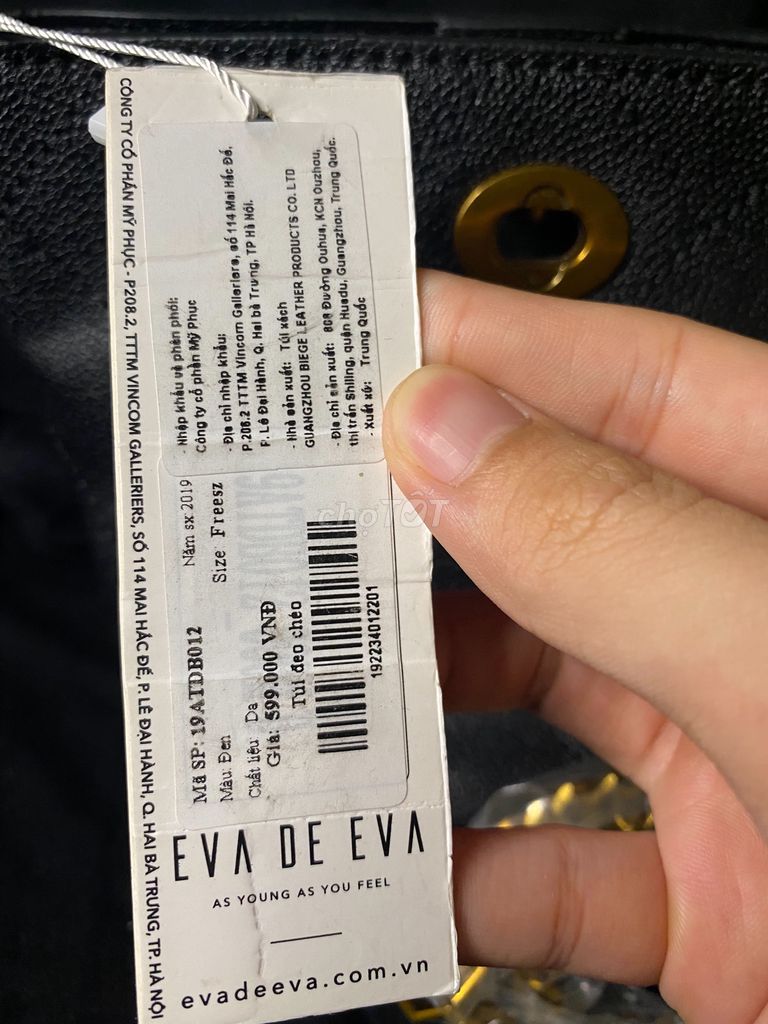 CÔNG TY CỔ PHẦN MỸ PHỤC - P208.2, TTTM VINCOM GALLERIERS, SỐ 114 MAI HẮC ĐẾ, P. LÊ ĐẠI HÀNH, Q. HAI BÀ TRUNG, TP. HÀ NỘI
- Nhập khẩu và phân phối:
Công ty cổ phần Mỹ Phục
- Địa chỉ nhập khẩu:
P.208.2 TTTM Vincom Galleriers, số 114 Mai Hắc Đế,
P. Lê Đại Hành, Q. Hai bà Trưng, TP Hà Nội.
- Nhà sản xuất: Túi xách
GUANGZHOU BIEGE LEATHER PRODUCTS CO. LTD
- Địa chỉ sản xuất: 808 Đường Ouhua, KCN Ouzhou,
thị trấn Shiling, quận Huadu, Guangzhou, Trung Quốc.
- Xuất xứ: Trung Quốc
Mã SP: 19ATDB012 Năm sx 2019
Màu: Đen Size: Freesz
Chất liệu: Da
Giá: 599.000 VNĐ
Túi đeo chéo
192234012201
EVA DE EVA
AS YOUNG AS YOU FEEL
evadeeva.com.vn
chợTỐT